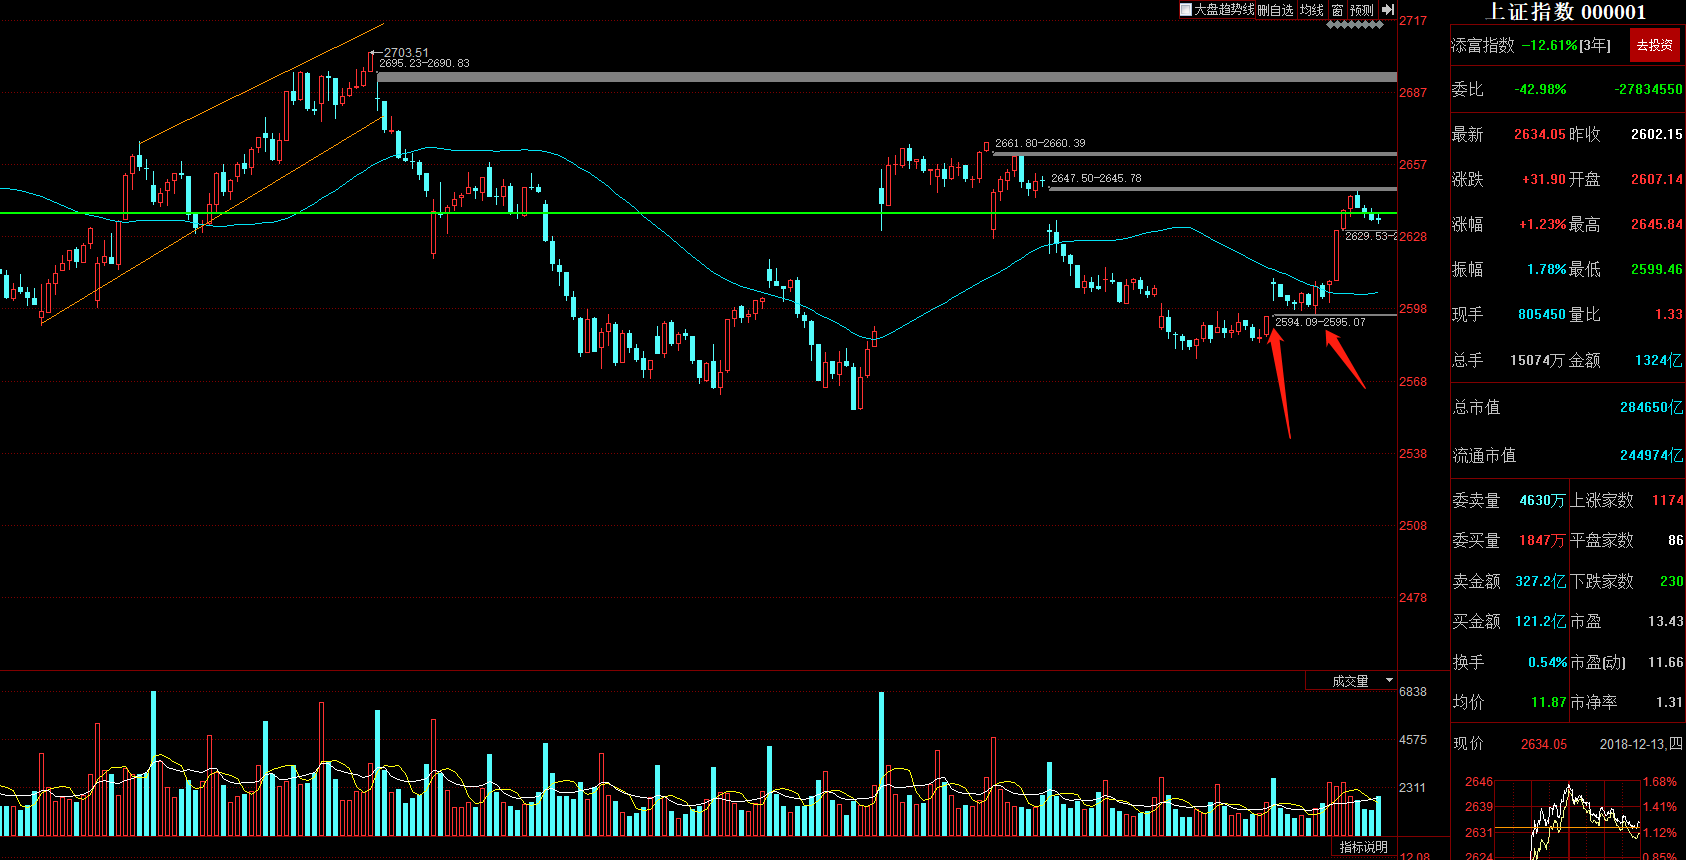 大盘趋势线 删自选 均线 窗 预测
2717
2703.51
2695.23-2690.83
2687
2661.80-2660.39
2657
2647.50-2645.78
2628
2629.53-2
2598
2594.09-2595.07
2568
2538
2508
2478
成交量
6838
4575
2311
指标说明
12.08
上证指数 000001
添富指数 -12.61%[3年] 去投资
委比 -42.98% -27834550
最新 2634.05 昨收 2602.15
涨跌 +31.90 开盘 2607.14
涨幅 +1.23% 最高 2645.84
振幅 1.78% 最低 2599.46
现手 805450 量比 1.33
总手 15074万 金额 1324亿
总市值 284650亿
流通市值 244974亿
委卖量 4630万 上涨家数 1174
委买量 1847万 平盘家数 86
卖金额 327.2亿 下跌家数 230
买金额 121.2亿 市盈 13.43
换手 0.54% 市盈(动) 11.66
均价 11.87 市净率 1.31
现价 2634.05 2018-12-13,四
2646 1.68%
2639 1.41%
2631 1.12%
2624 0.85%